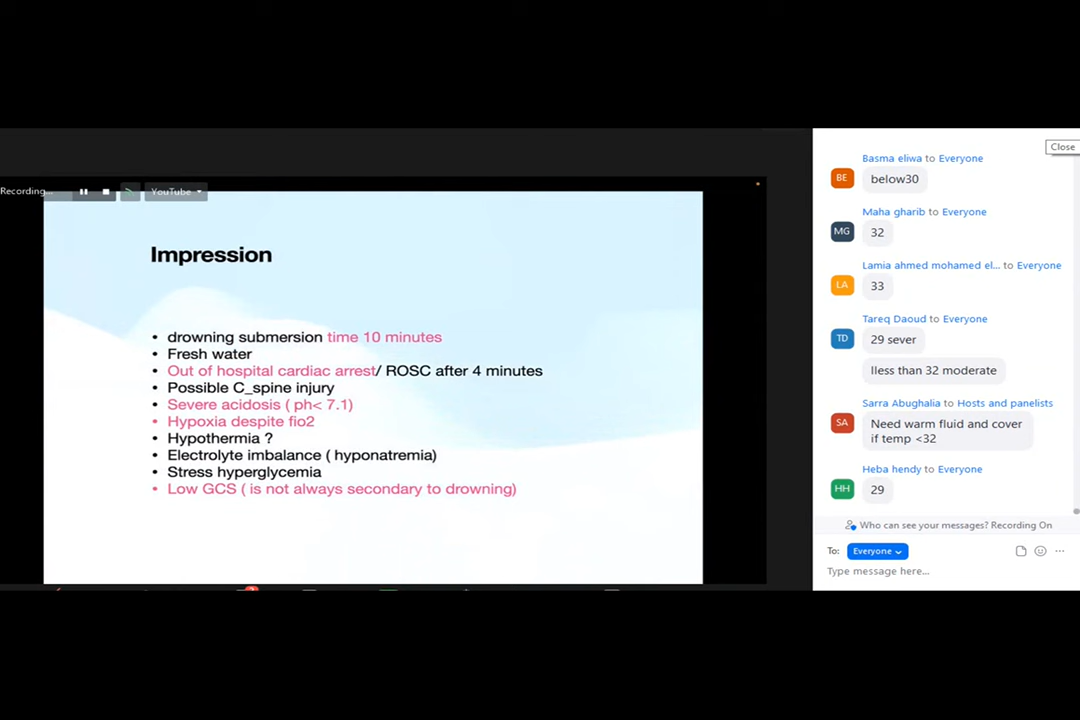 Recording...
YouTube
Impression
• drowning submersion time 10 minutes
• Fresh water
• Out of hospital cardiac arrest/ ROSC after 4 minutes
• Possible C_spine injury
• Severe acidosis ( ph< 7.1)
• Hypoxia despite fio2
• Hypothermia ?
• Electrolyte imbalance ( hyponatremia)
• Stress hyperglycemia
• Low GCS ( is not always secondary to drowning)
Close
Basma eliwa to Everyone
BE
below30
Maha gharib to Everyone
MG
32
Lamia ahmed mohamed el... to Everyone
LA
33
Tareq Daoud to Everyone
TD
29 sever
lless than 32 moderate
Sarra Abughalia to Hosts and panelists
SA
Need warm fluid and cover
if temp <32
Heba hendy to Everyone
HH
29
Who can see your messages? Recording On
To: Everyone
Type message here...